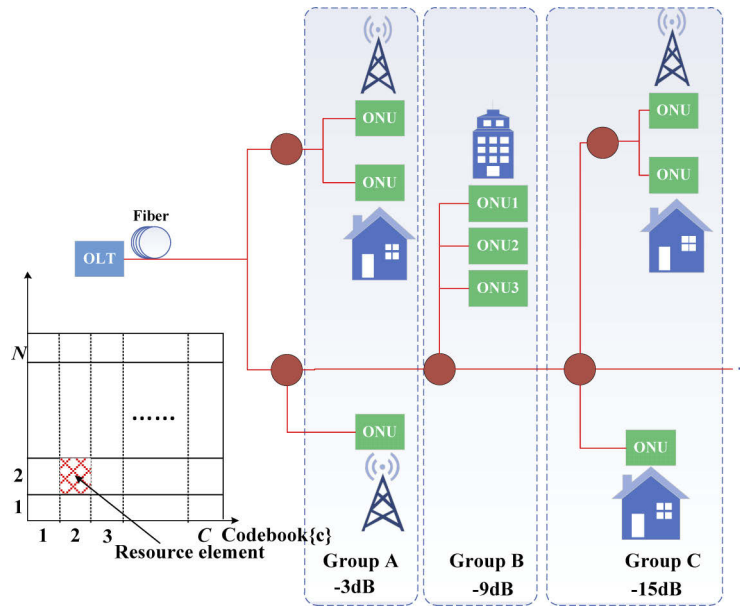 ONU
ONU
ONU
ONU1
ONU
Fiber
ONU2
OLT
ONU3
N
......
ONU
ONU
2
1
1 2 3 C Codebook{c}
Resource element
Group A
-3dB
Group B
-9dB
Group C
-15dB